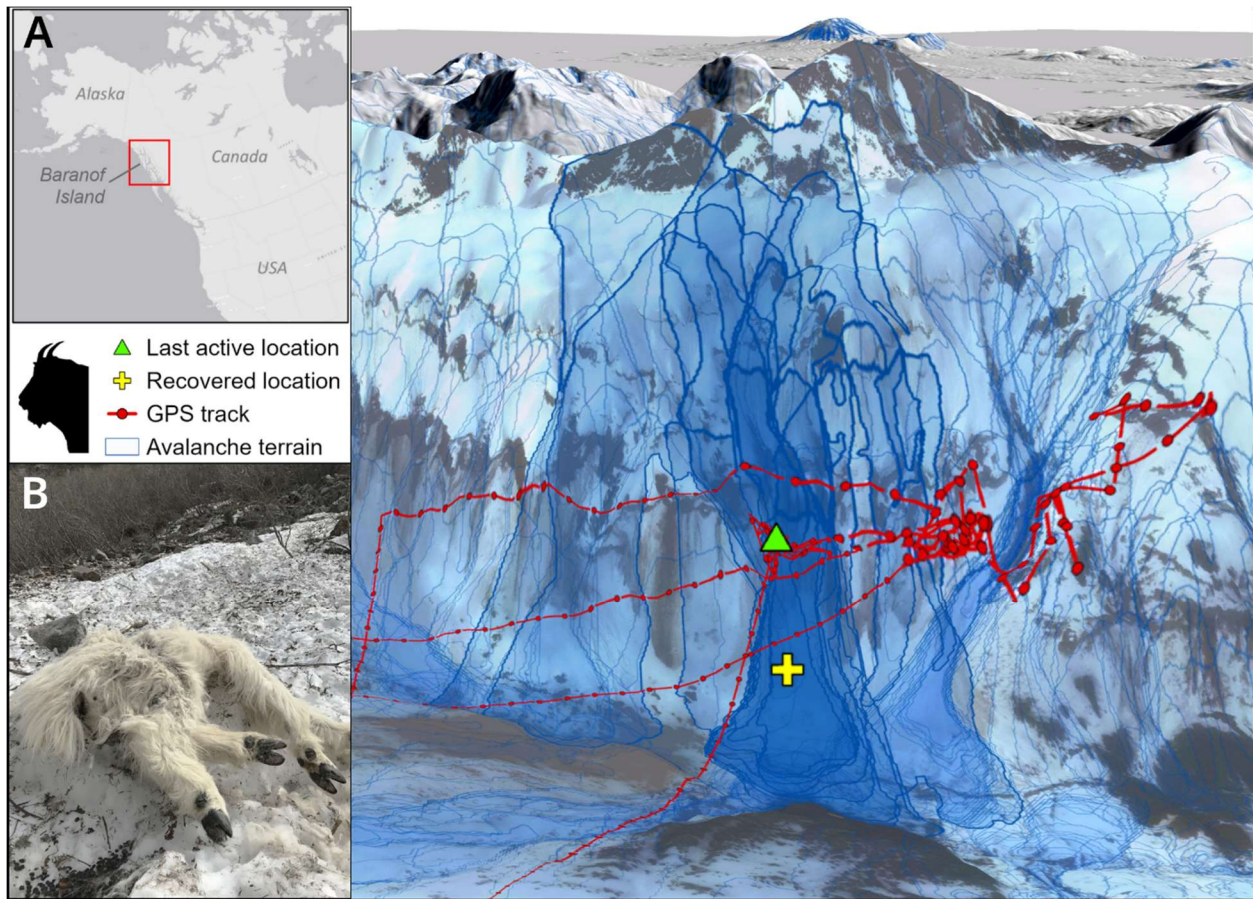 A
Alaska
Canada
Baranof
Island
USA
Last active location
Recovered location
GPS track
Avalanche terrain
B